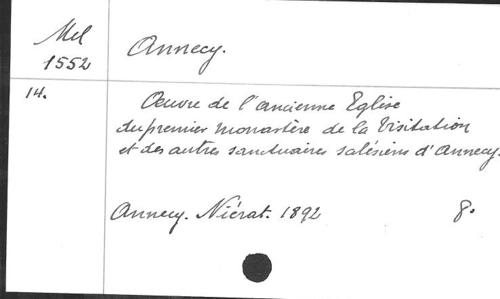 Mel
1552
Annecy.
14.
Œuvre de l'ancienne Eglise
du premier monastère de la Visitation
et des autres sanctuaires salésiens d'Annecy.
Annecy. Niérat. 1892
8.